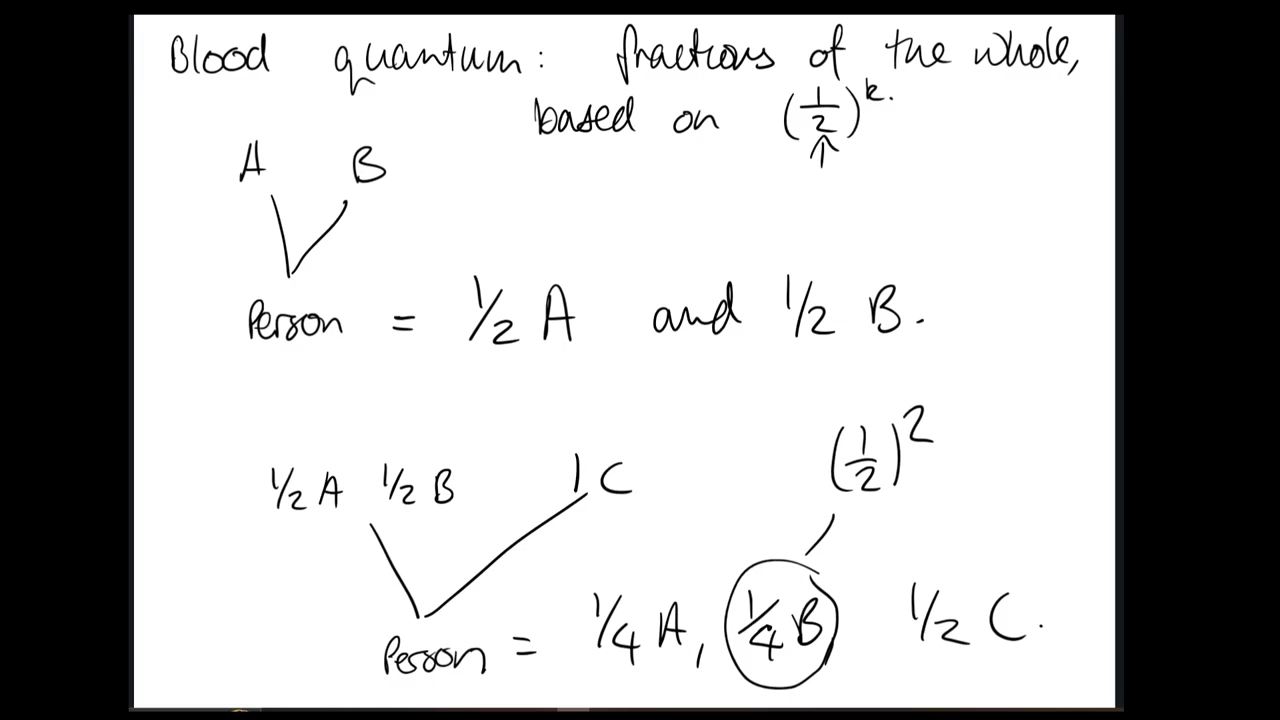 Blood quantum: fractions of the whole,
based on (1/2)^k.
A B
Person = 1/2 A and 1/2 B.
(1/2)^2
1/2 A 1/2 B 1 C
Person = 1/4 A, 1/4 B 1/2 C.